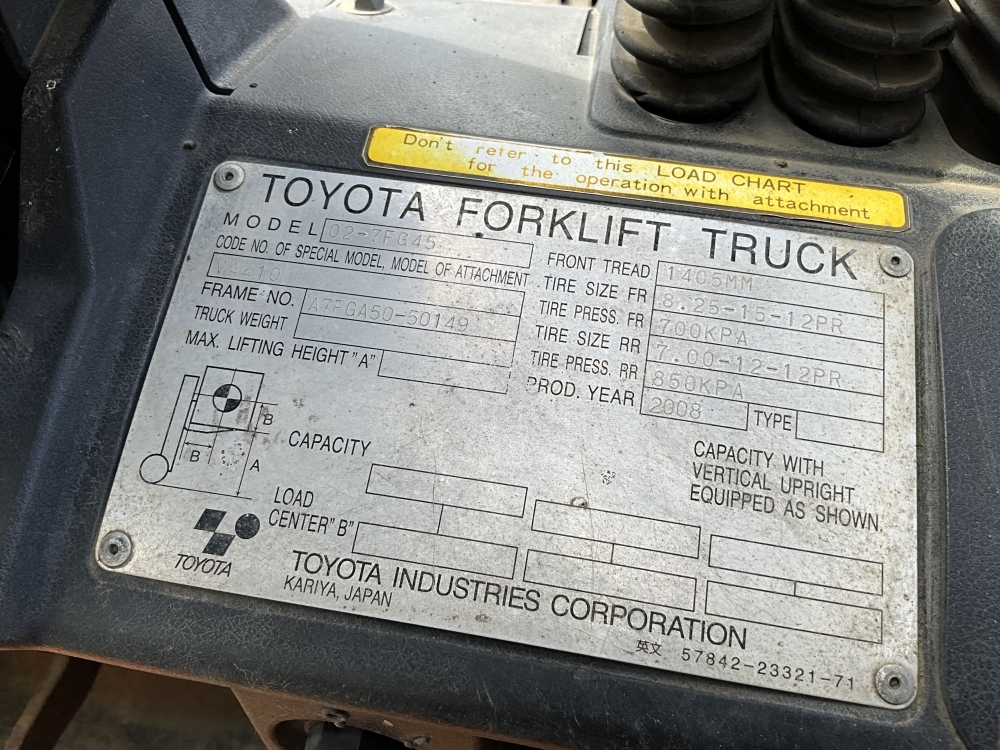 Don't refer to this LOAD CHART
for the operation with attachment
TOYOTA FORKLIFT TRUCK
MODEL 02-7FG45
CODE NO. OF SPECIAL MODEL, MODEL OF ATTACHMENT
FRAME NO. A7FGA50-50149
TRUCK WEIGHT
MAX. LIFTING HEIGHT "A"
FRONT TREAD 1405MM
TIRE SIZE FR 8.25-15-12PR
TIRE PRESS. FR 700KPA
TIRE SIZE RR 7.00-12-12PR
TIRE PRESS. RR 850KPA
PROD. YEAR 2008 TYPE
B
B
A
CAPACITY
LOAD
CENTER "B"
CAPACITY WITH
VERTICAL UPRIGHT
EQUIPPED AS SHOWN.
TOYOTA
TOYOTA INDUSTRIES CORPORATION
KARIYA, JAPAN
英文 57842-23321-71